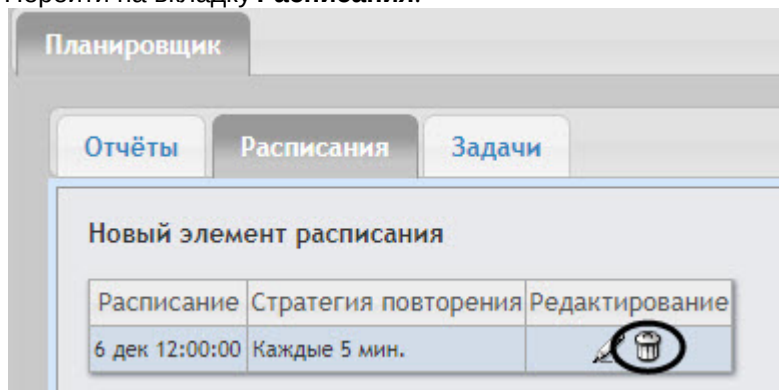 Перейти на вкладку Расписания.
Планировщик
Отчёты Расписания Задачи
Новый элемент расписания
Расписание Стратегия повторения Редактирование
6 дек 12:00:00 Каждые 5 мин.